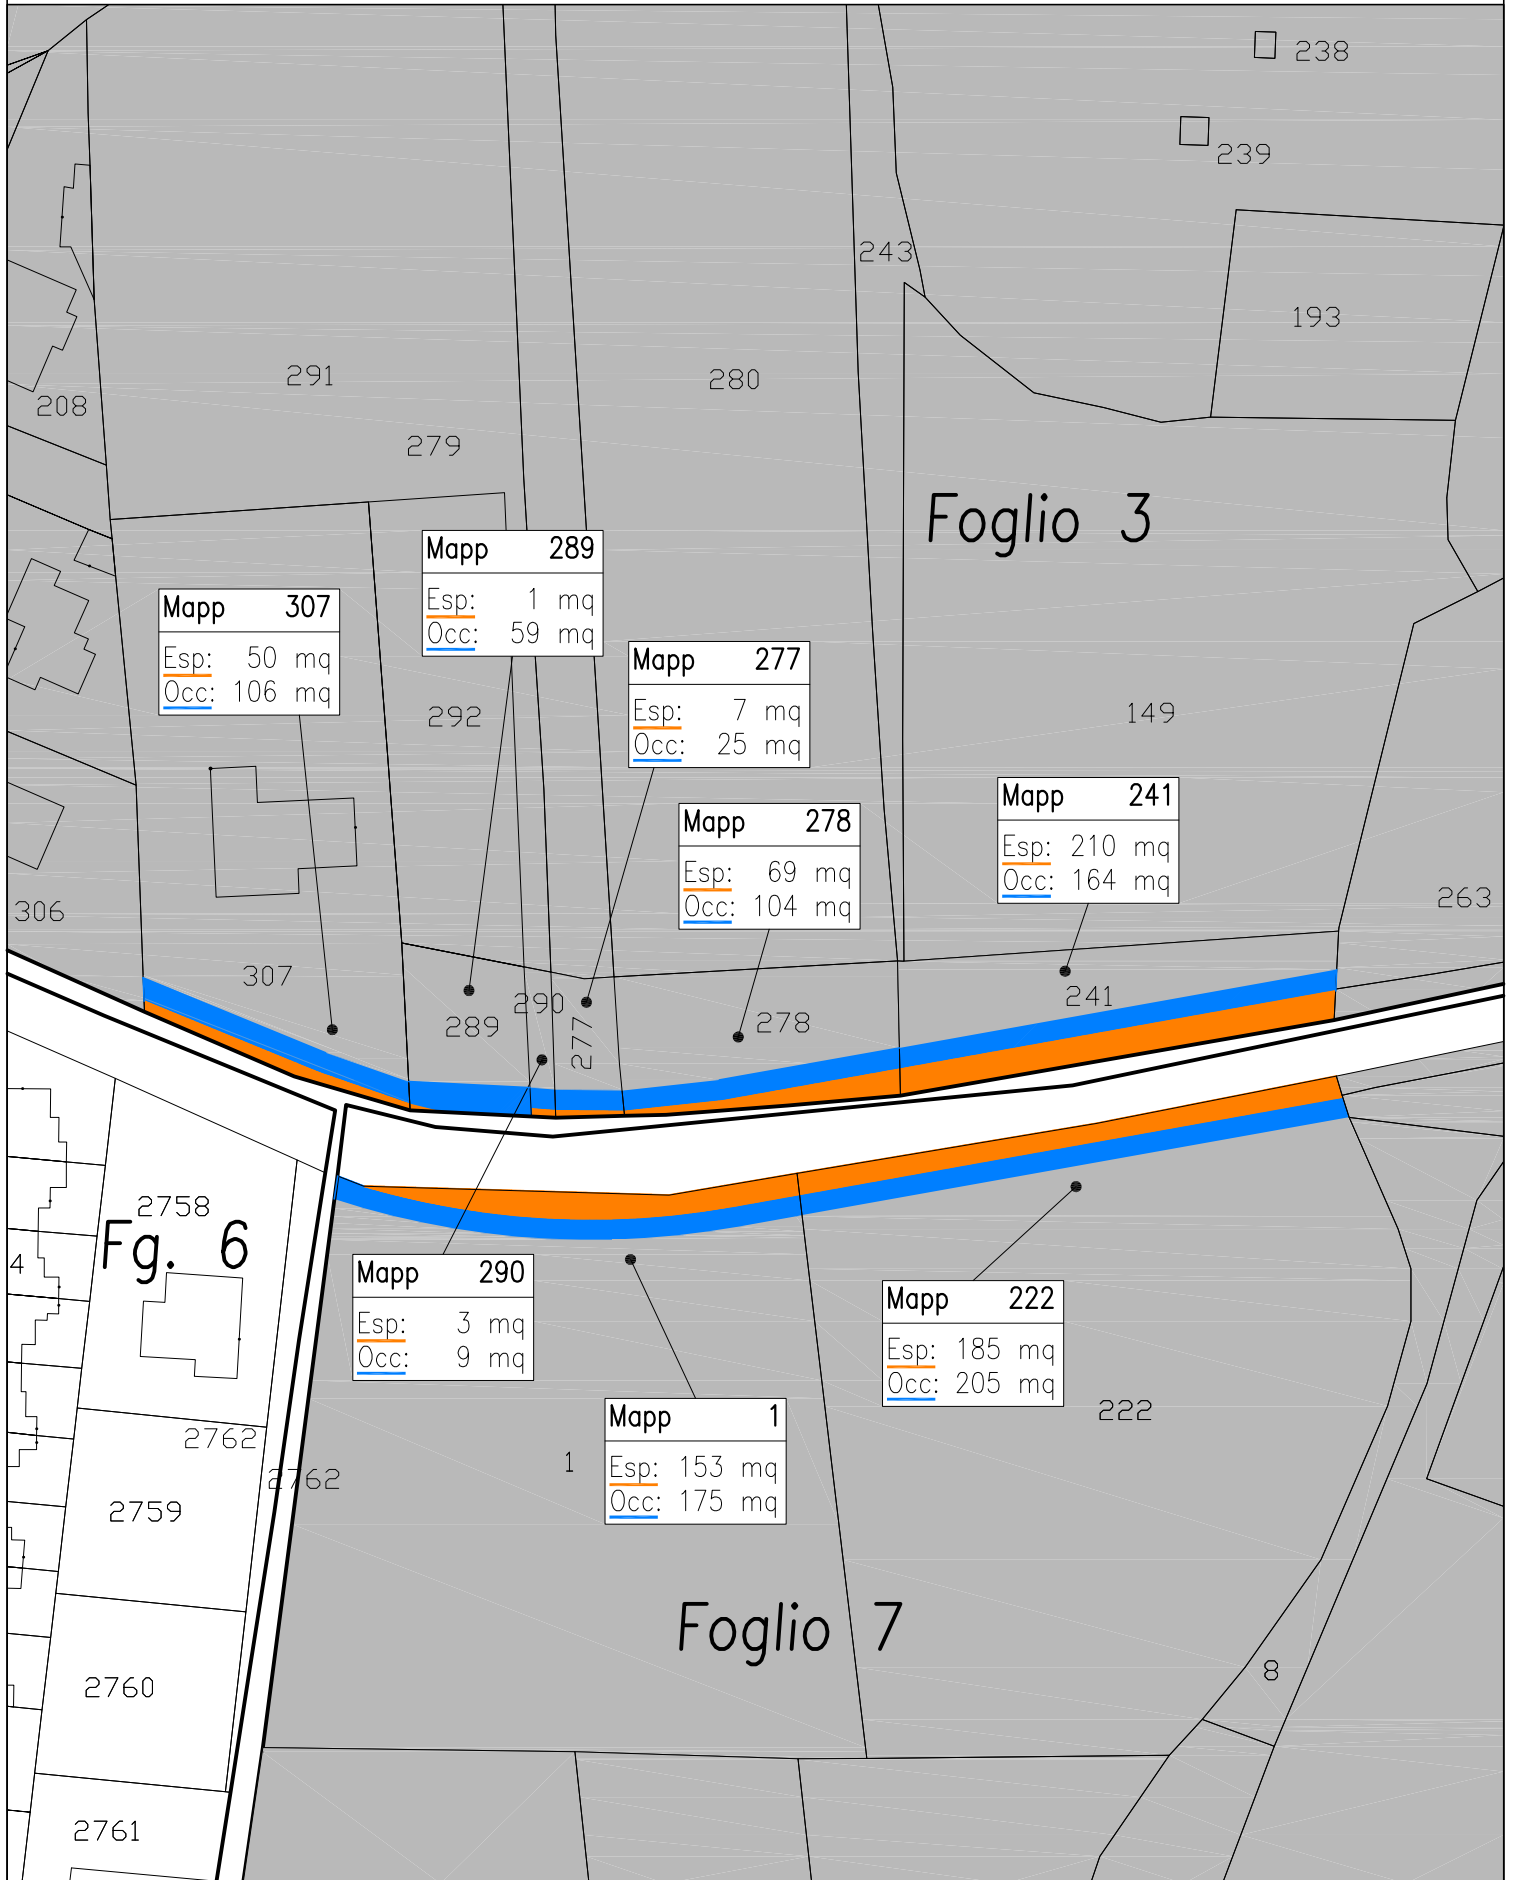 238
239
243
193
291
280
208
279
Foglio 3
Mapp 289
Esp: 1 mq
Occ: 59 mq
Mapp 307
Esp: 50 mq
Occ: 106 mq
Mapp 277
Esp: 7 mq
Occ: 25 mq
292
149
Mapp 241
Esp: 210 mq
Occ: 164 mq
Mapp 278
Esp: 69 mq
Occ: 104 mq
306
263
307
290
289
277
278
241
2758
Fg. 6
4
Mapp 290
Esp: 3 mq
Occ: 9 mq
Mapp 222
Esp: 185 mq
Occ: 205 mq
222
Mapp 1
Esp: 153 mq
Occ: 175 mq
2762
1
2762
2759
Foglio 7
8
2760
2761